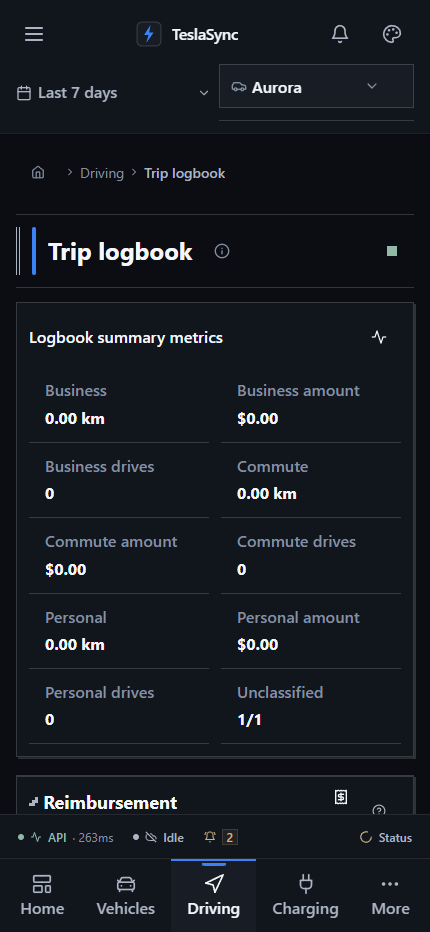 TeslaSync
Last 7 days
Aurora
Driving
Trip logbook
Trip logbook
Logbook summary metrics
Business
Business amount
0.00 km
$0.00
Business drives
Commute
0
0.00 km
Commute amount
Commute drives
$0.00
0
Personal
Personal amount
0.00 km
$0.00
Personal drives
Unclassified
0
1/1
Reimbursement
API · 263ms
Idle
2
Status
Home
Vehicles
Driving
Charging
More